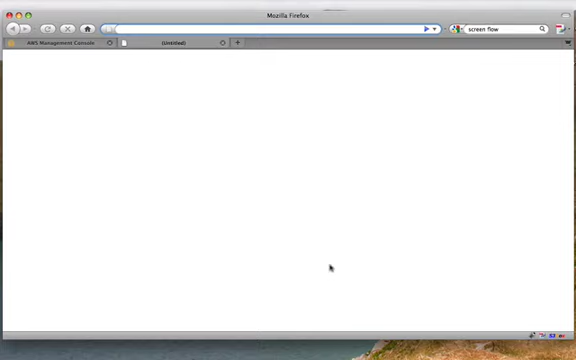 Mozilla Firefox
screen flow
AWS Management Console
(Untitled)